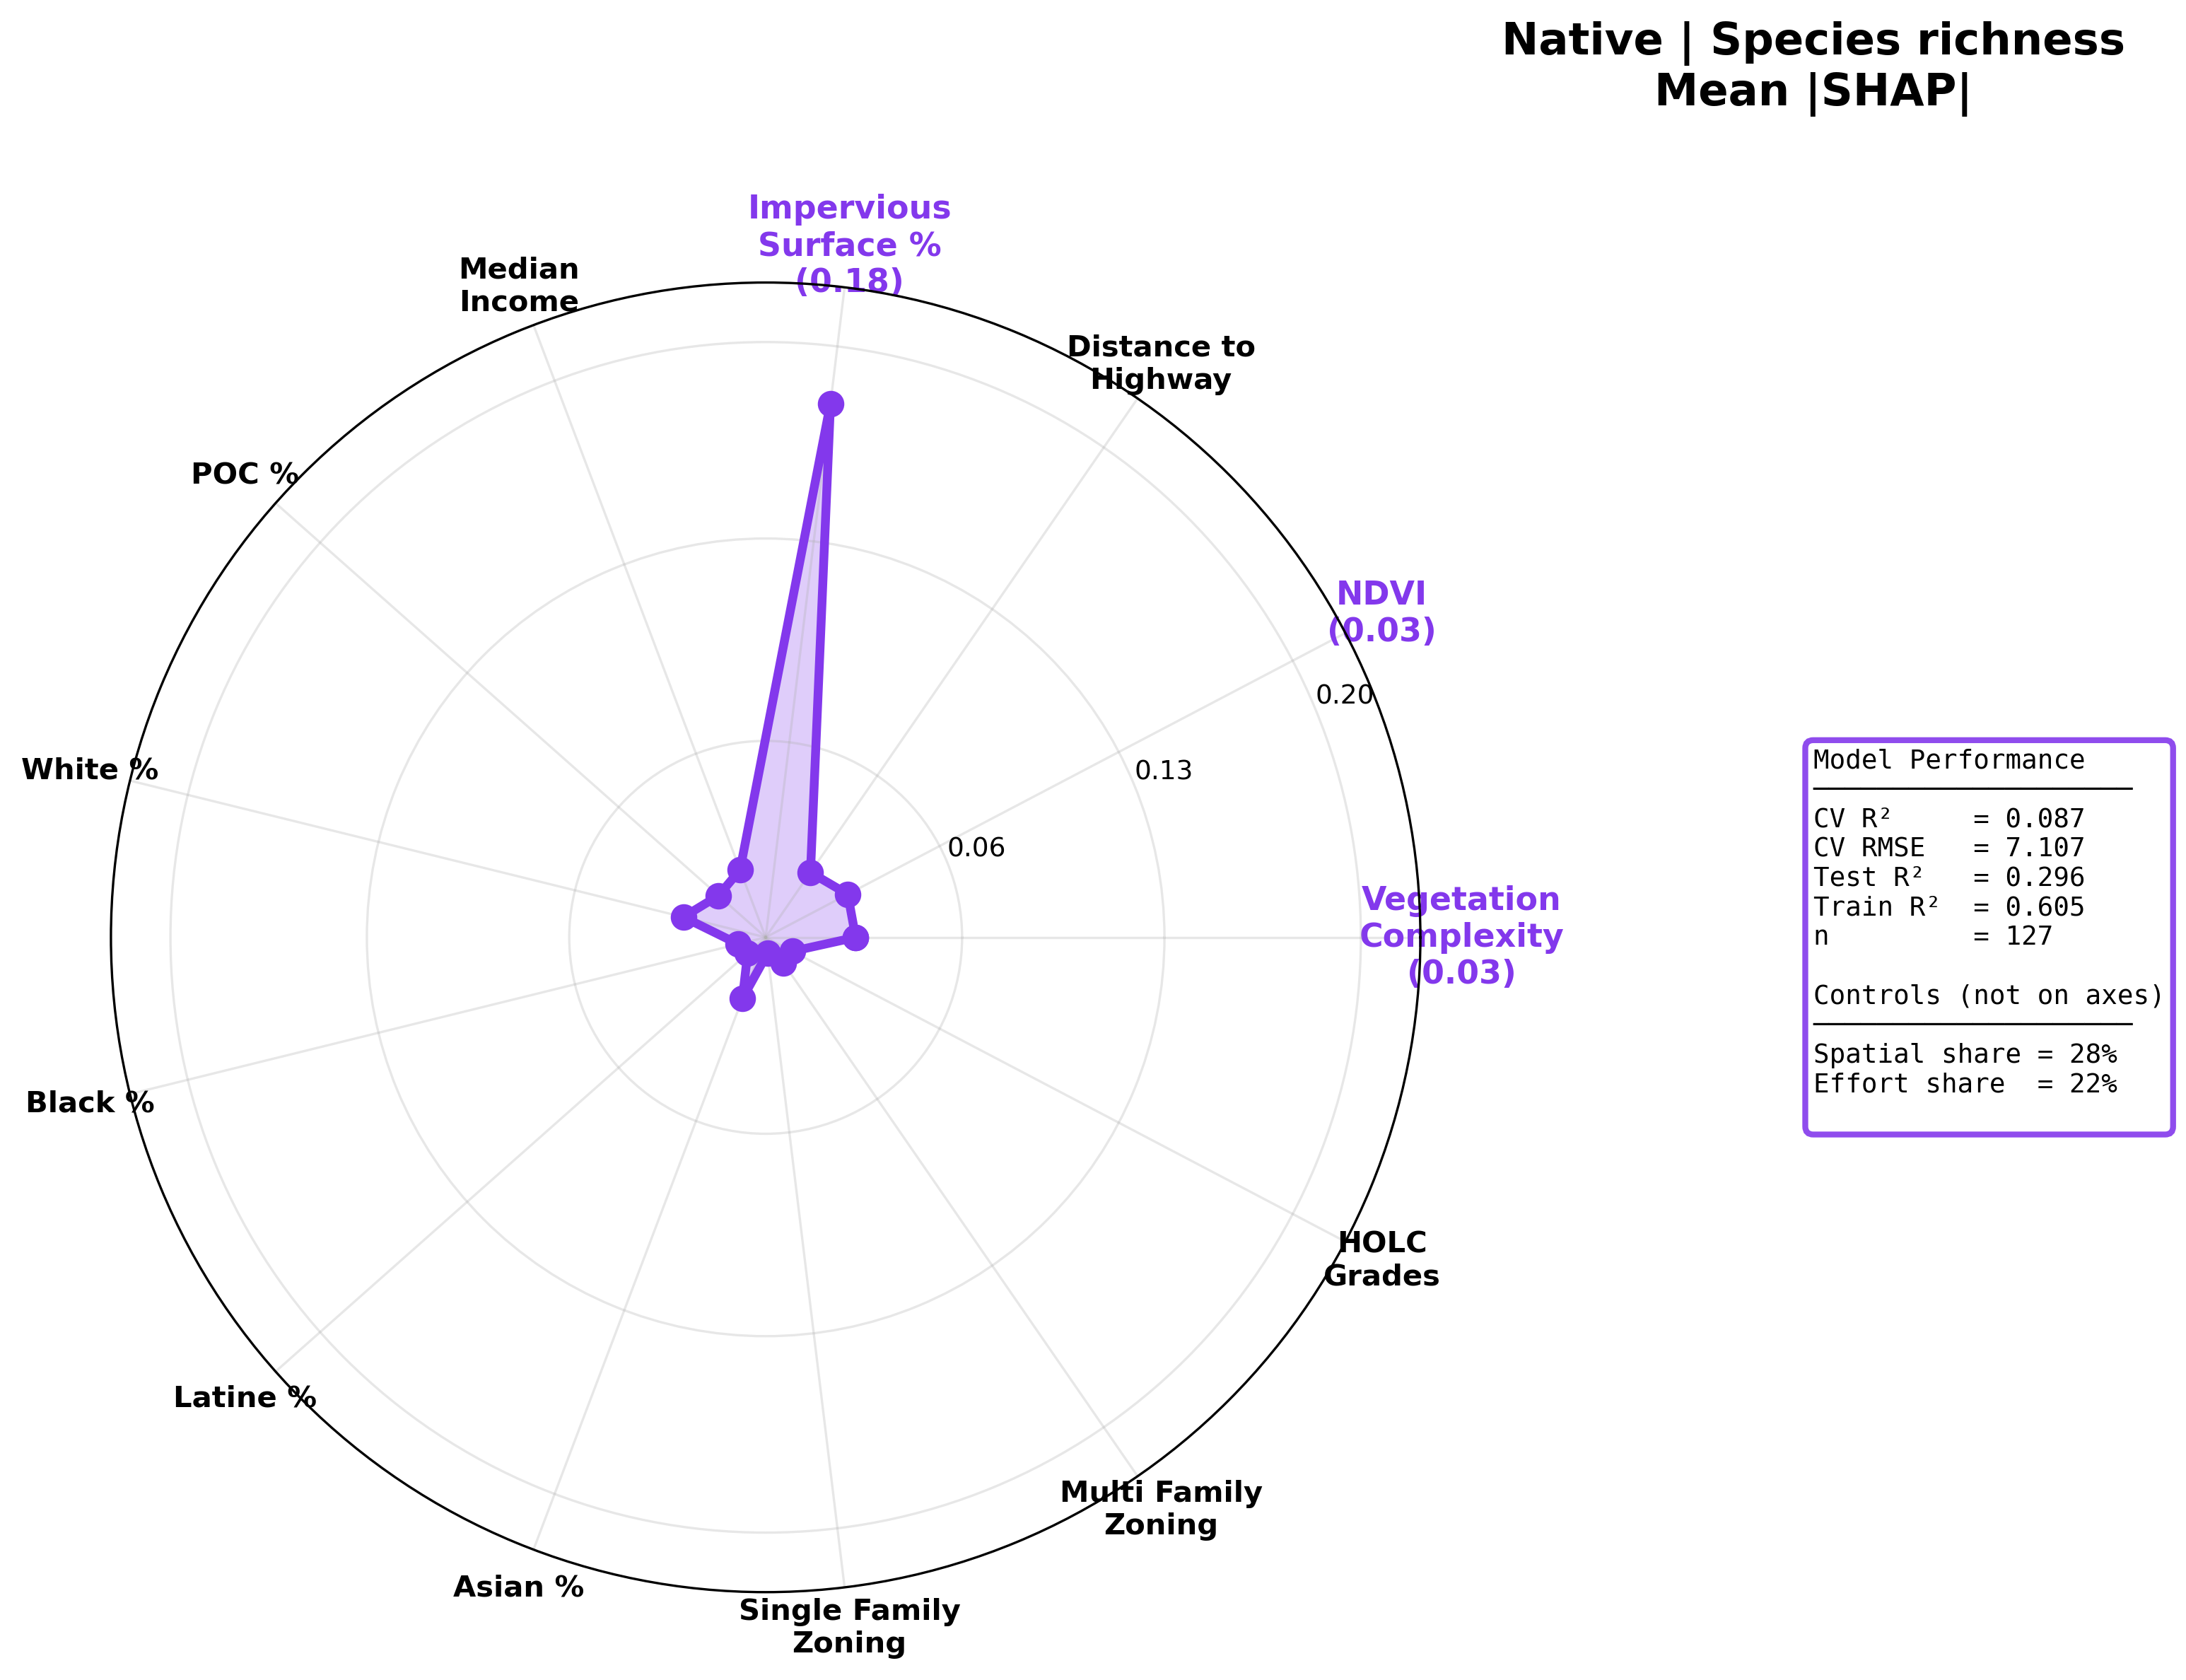 Native | Species richness
Mean |SHAP|
Impervious
Surface %
(0.18)
Median
Income
Distance to
Highway
POC %
NDVI
(0.03)
0.20
0.13
0.06
White %
Vegetation
Complexity
(0.03)
Black %
HOLC
Grades
Latine %
Multi Family
Zoning
Asian %
Single Family
Zoning
Model Performance
CV R² = 0.087
CV RMSE = 7.107
Test R² = 0.296
Train R² = 0.605
n = 127
Controls (not on axes)
Spatial share = 28%
Effort share = 22%